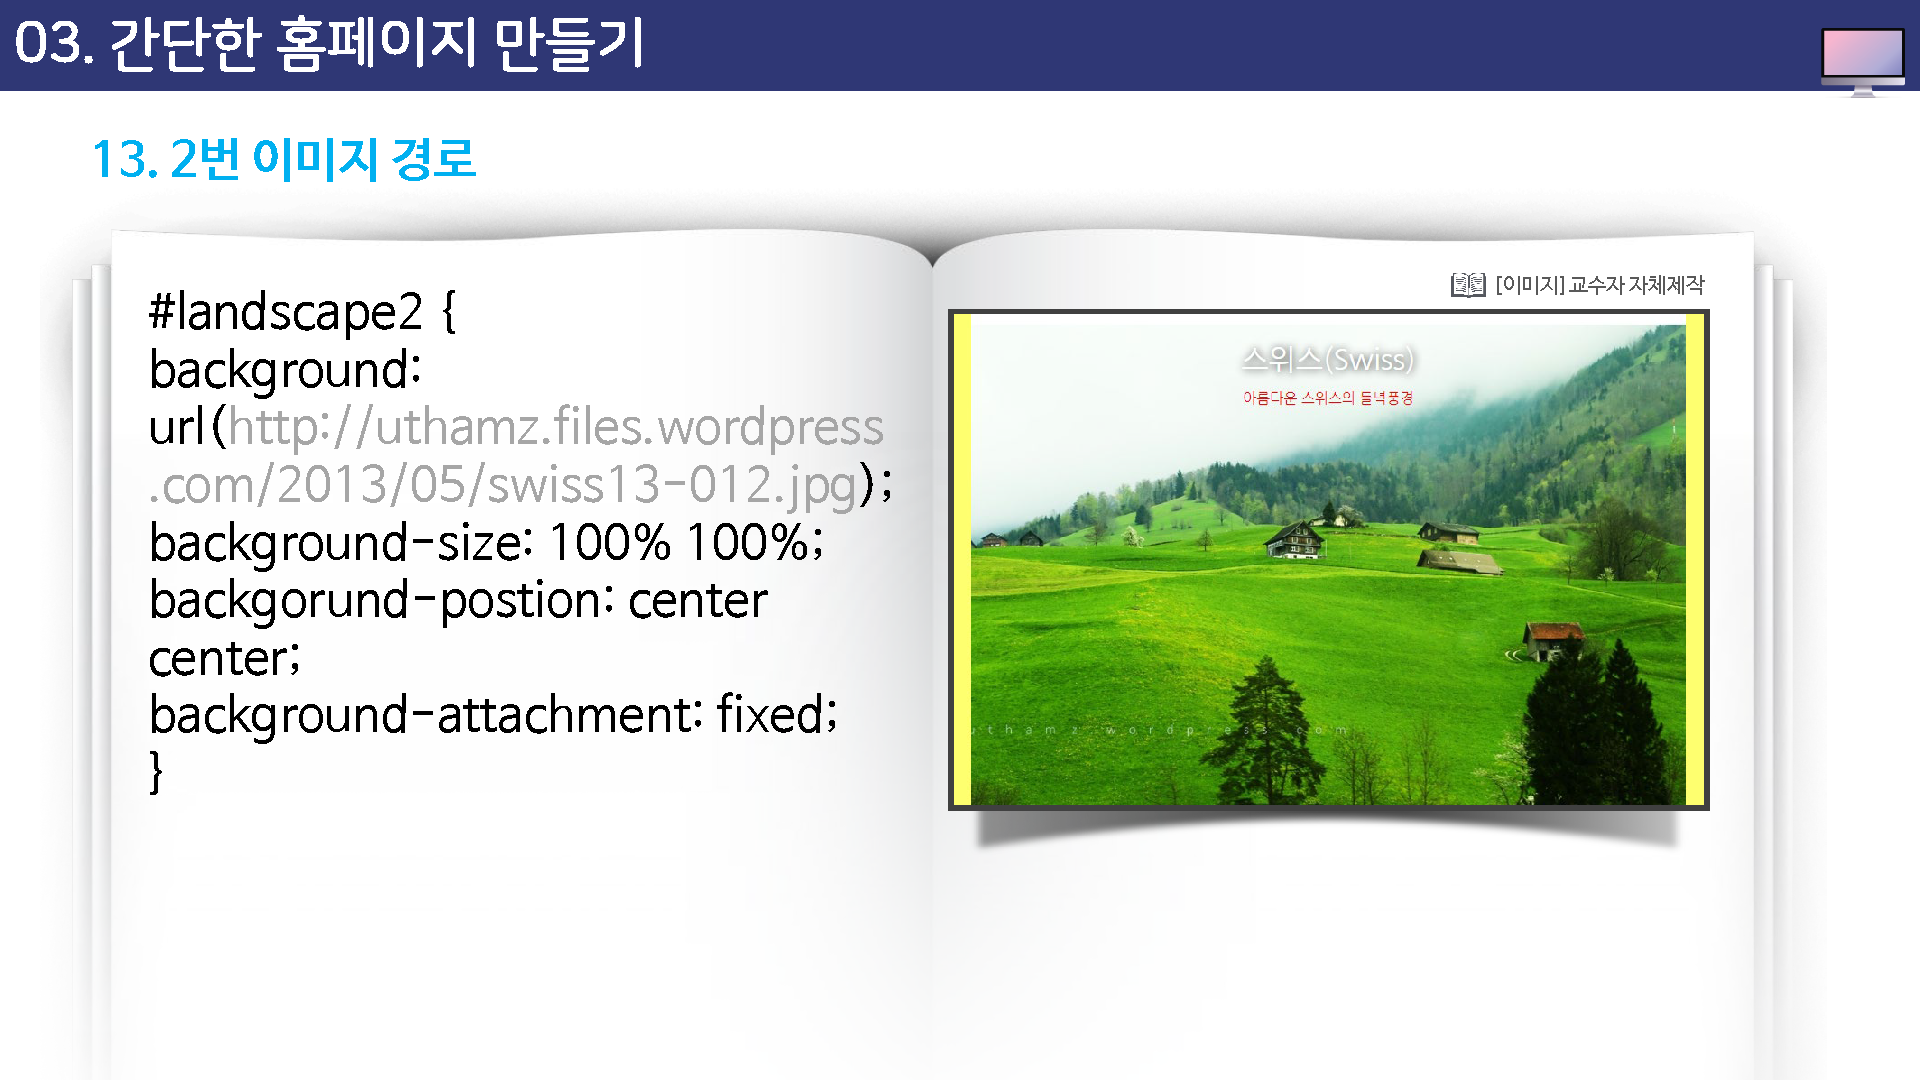 03. 간단한 홈페이지 만들기
13. 2번 이미지 경로
#landscape2 {
background:
url(http://uthamz.files.wordpress
.com/2013/05/swiss13-012.jpg);
background-size: 100% 100%;
backgorund-postion: center
center;
background-attachment: fixed;
}
[이미지] 교수자 자체제작
스위스(Swiss)
아름다운 스위스의 들녘풍경
uthamz.wordpress.com